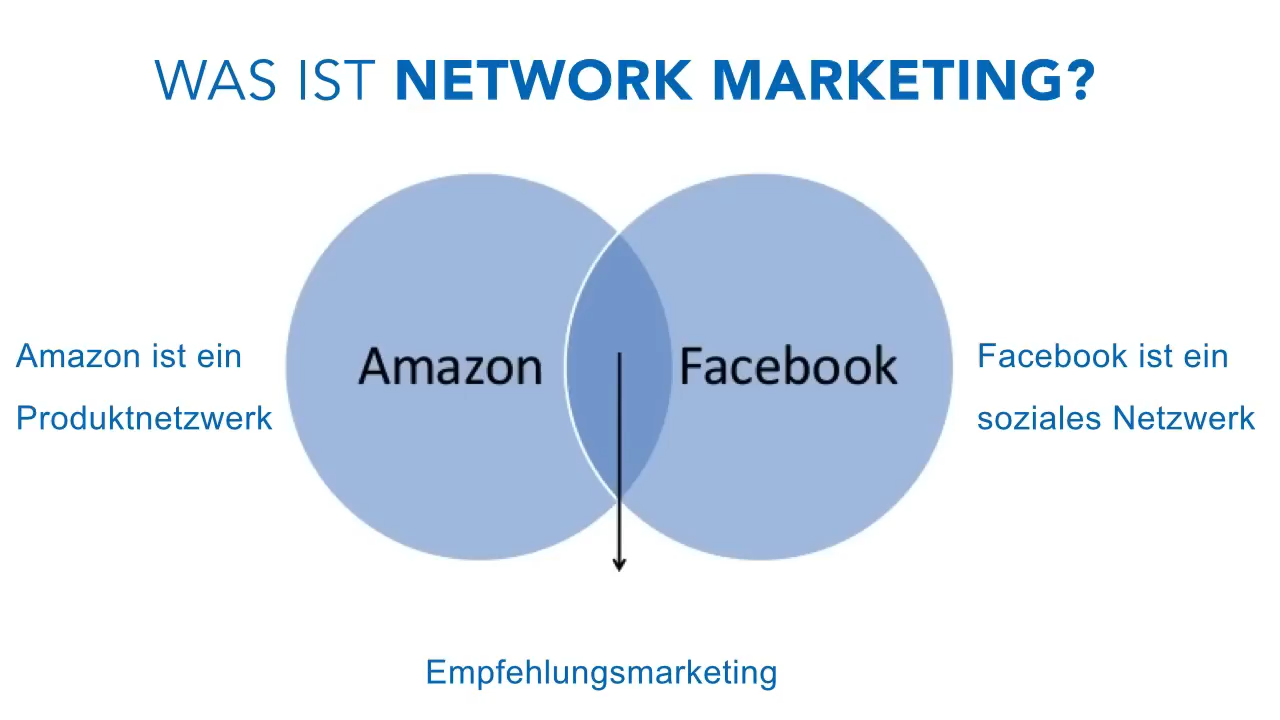 WAS IST NETWORK MARKETING?
Amazon
Facebook
Amazon ist ein
Produktnetzwerk
Facebook ist ein
soziales Netzwerk
Empfehlungsmarketing